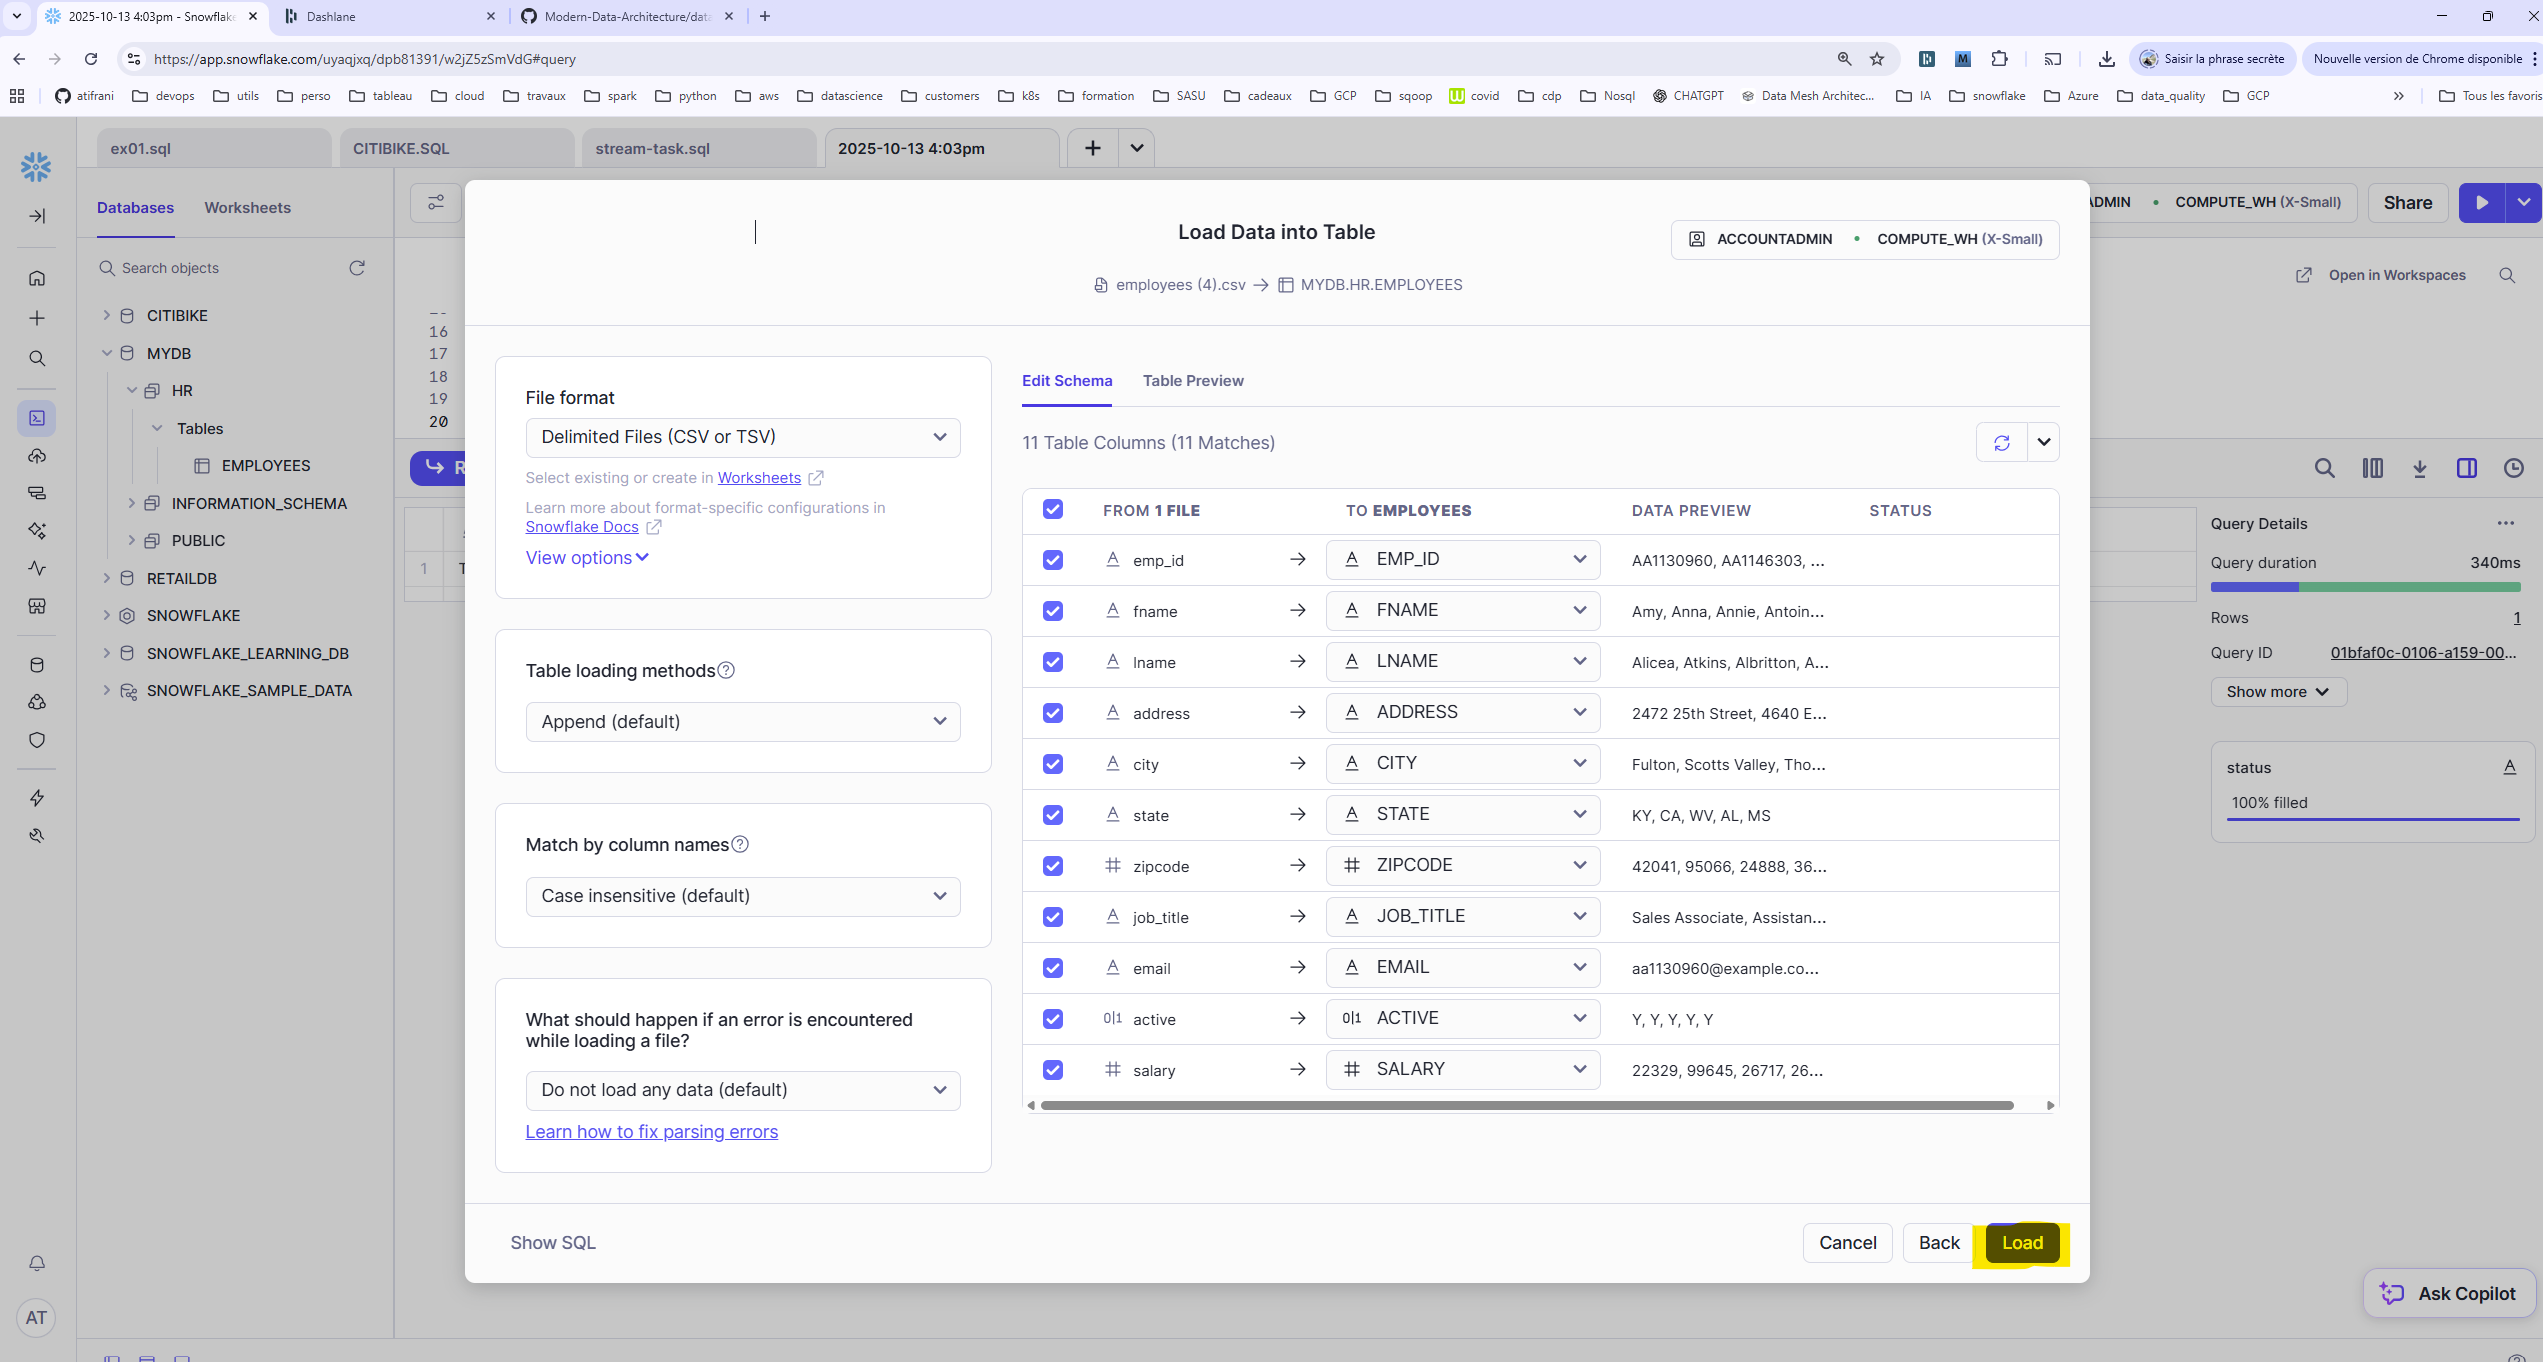 2025-10-13 4:03pm - Snowflake
Dashlane
Modern-Data-Architecture/data
https://app.snowflake.com/uyaqjxq/dpb81391/w2jZ5zSmVdG#query
Saisir la phrase secrète
Nouvelle version de Chrome disponible
atifrani devops utils perso tableau cloud travaux spark python aws datascience customers k8s formation SASU cadeaux GCP sqoop covid cdp Nosql CHATGPT Data Mesh Architec... IA snowflake Azure data_quality GCP » Tous les favoris
ex01.sql CITIBIKE.SQL stream-task.sql 2025-10-13 4:03pm
Databases Worksheets
Search objects
CITIBIKE
MYDB
HR
Tables
EMPLOYEES
INFORMATION_SCHEMA
PUBLIC
RETAILDB
SNOWFLAKE
SNOWFLAKE_LEARNING_DB
SNOWFLAKE_SAMPLE_DATA
AT
16
17
18
19
20
R
1 T
Load Data into Table
ACCOUNTADMIN • COMPUTE_WH (X-Small)
employees (4).csv → MYDB.HR.EMPLOYEES
File format
Delimited Files (CSV or TSV)
Select existing or create in Worksheets
Learn more about format-specific configurations in
Snowflake Docs
View options
Table loading methods
Append (default)
Match by column names
Case insensitive (default)
What should happen if an error is encountered
while loading a file?
Do not load any data (default)
Learn how to fix parsing errors
Edit Schema Table Preview
11 Table Columns (11 Matches)
FROM 1 FILE TO EMPLOYEES DATA PREVIEW STATUS
emp_id → EMP_ID AA1130960, AA1146303, ...
fname → FNAME Amy, Anna, Annie, Antoin...
lname → LNAME Alicea, Atkins, Albritton, A...
address → ADDRESS 2472 25th Street, 4640 E...
city → CITY Fulton, Scotts Valley, Tho...
state → STATE KY, CA, WV, AL, MS
zipcode → ZIPCODE 42041, 95066, 24888, 36...
job_title → JOB_TITLE Sales Associate, Assistan...
email → EMAIL aa1130960@example.co...
0|1 active → 0|1 ACTIVE Y, Y, Y, Y, Y
salary → SALARY 22329, 99645, 26717, 26...
Show SQL
Cancel Back Load
DMIN • COMPUTE_WH (X-Small)
Share
Open in Workspaces
Query Details ...
Query duration 340ms
Rows 1
Query ID 01bfaf0c-0106-a159-00...
Show more
status
100% filled
Ask Copilot